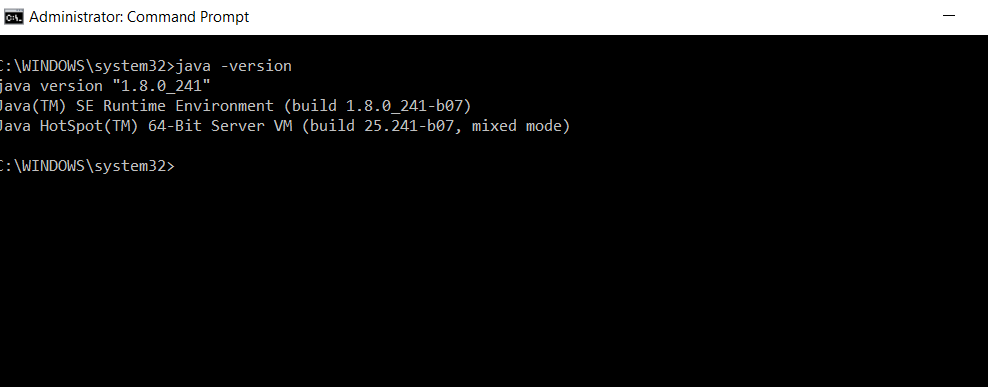 Administrator: Command Prompt
C:\WINDOWS\system32>java -version
java version "1.8.0_241"
Java(TM) SE Runtime Environment (build 1.8.0_241-b07)
Java HotSpot(TM) 64-Bit Server VM (build 25.241-b07, mixed mode)
C:\WINDOWS\system32>